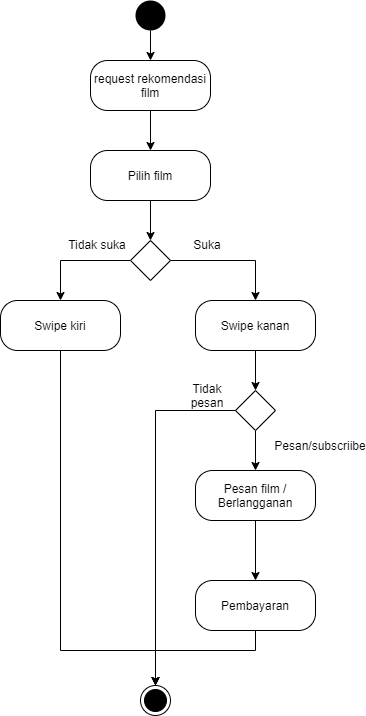 request rekomendasi
film
Pilih film
Tidak suka
Suka
Swipe kiri
Swipe kanan
Tidak
pesan
Pesan/subscriibe
Pesan film /
Berlangganan
Pembayaran